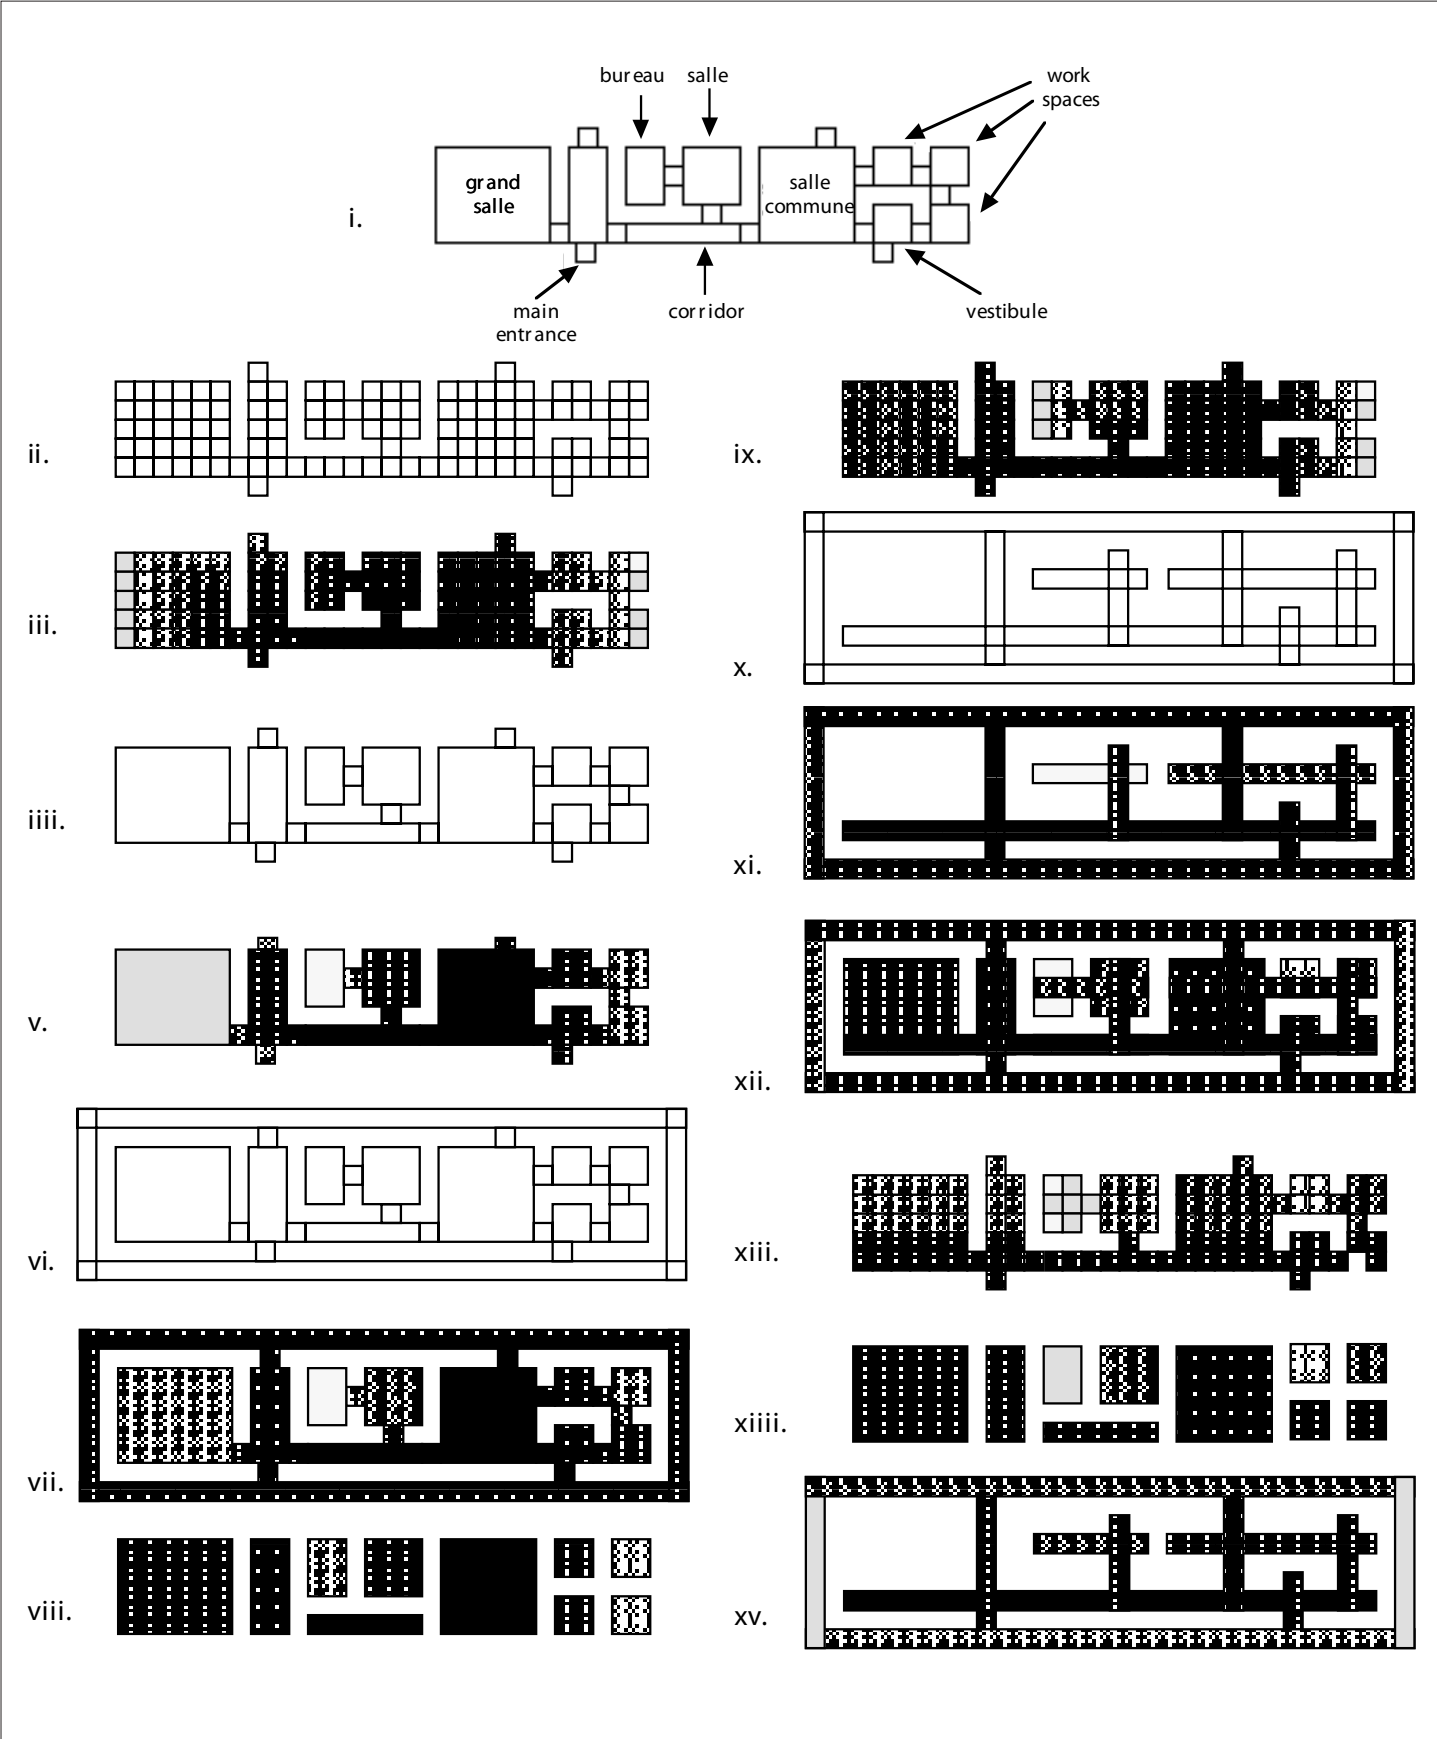 bureau salle work
spaces
grand
salle
salle
commune
i.
main
entrance
corridor
vestibule
ii.
iii.
iiii.
v.
vi.
vii.
viii.
ix.
x.
xi.
xii.
xiii.
xiiii.
xv.